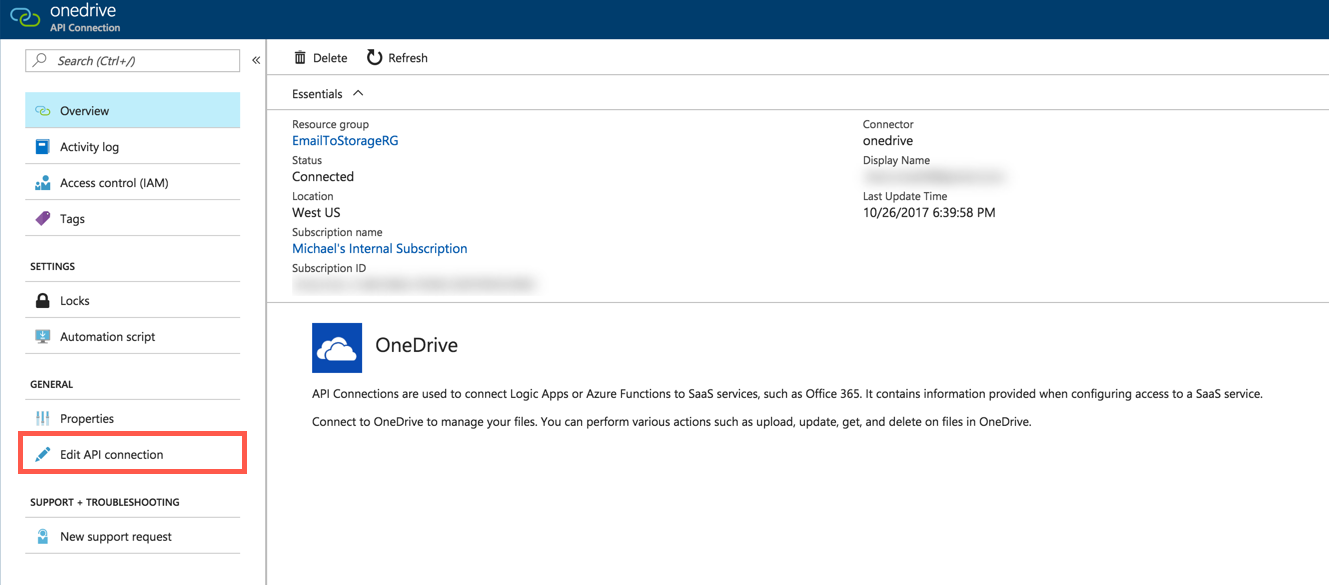 onedrive
API Connection
Search (Ctrl+/)
«
Overview
Activity log
Access control (IAM)
Tags
SETTINGS
Locks
Automation script
GENERAL
Properties
Edit API connection
SUPPORT + TROUBLESHOOTING
New support request
Delete
Refresh
Essentials
Resource group
EmailToStorageRG
Status
Connected
Location
West US
Subscription name
Michael's Internal Subscription
Subscription ID
Connector
onedrive
Display Name
Last Update Time
10/26/2017 6:39:58 PM
OneDrive
API Connections are used to connect Logic Apps or Azure Functions to SaaS services, such as Office 365. It contains information provided when configuring access to a SaaS service.
Connect to OneDrive to manage your files. You can perform various actions such as upload, update, get, and delete on files in OneDrive.